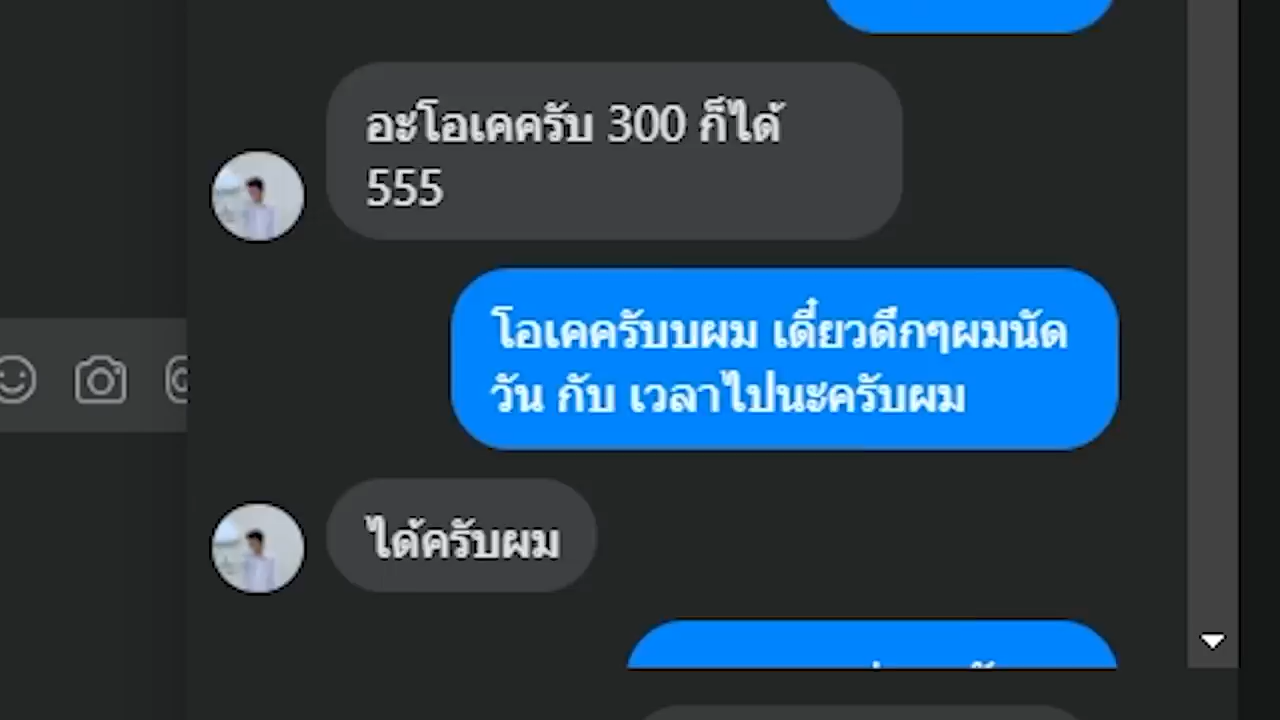 อะโอเคครับ 300 ก็ได้
555
โอเคครับบผม เดี๋ยวดึกๆผมนัด
วัน กับ เวลาไปนะครับผม
ได้ครับผม